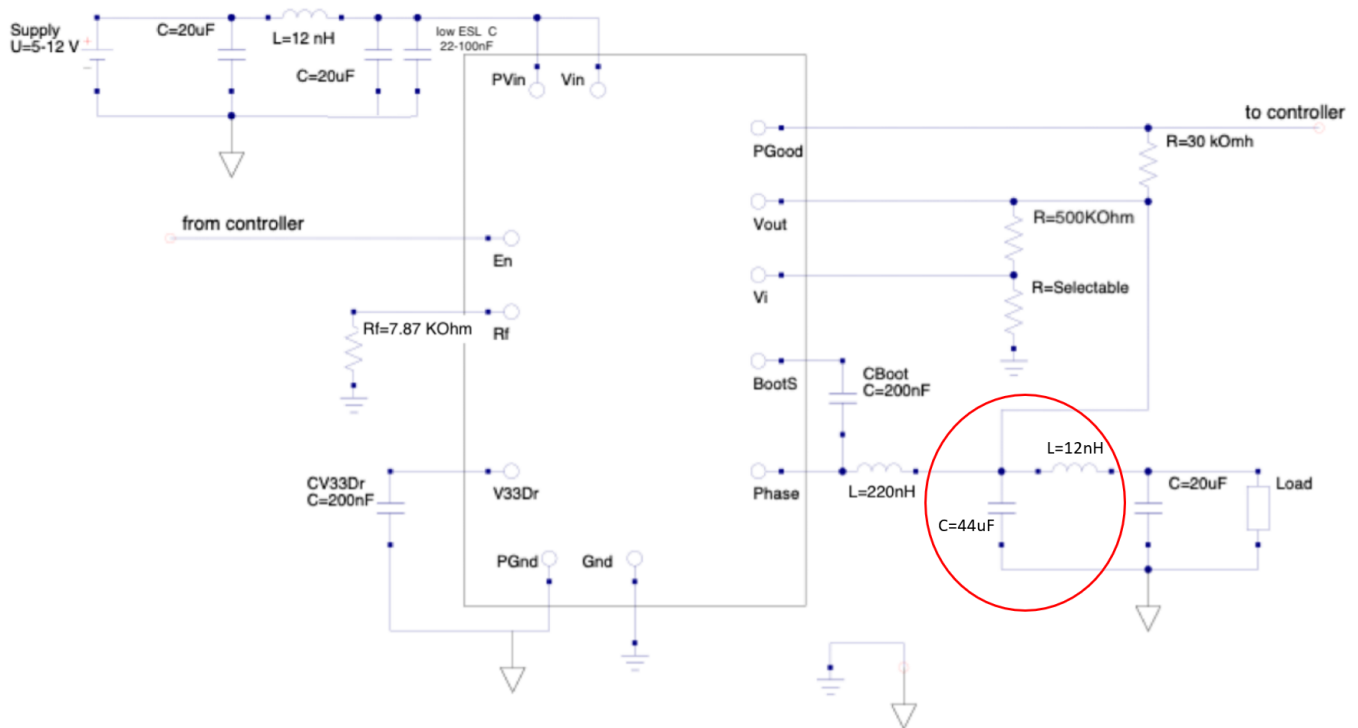 Supply
U=5-12 V
C=20uF
L=12 nH
C=20uF
low ESL C
22-100nF
PVin
Vin
to controller
PGood
R=30 kOmh
Vout
R=500KOhm
from controller
En
Vi
R=Selectable
Rf=7.87 KOhm
Rf
BootS
CBoot
C=200nF
L=12nH
CV33Dr
C=200nF
V33Dr
Phase
L=220nH
C=20uF
Load
C=44uF
PGnd
Gnd